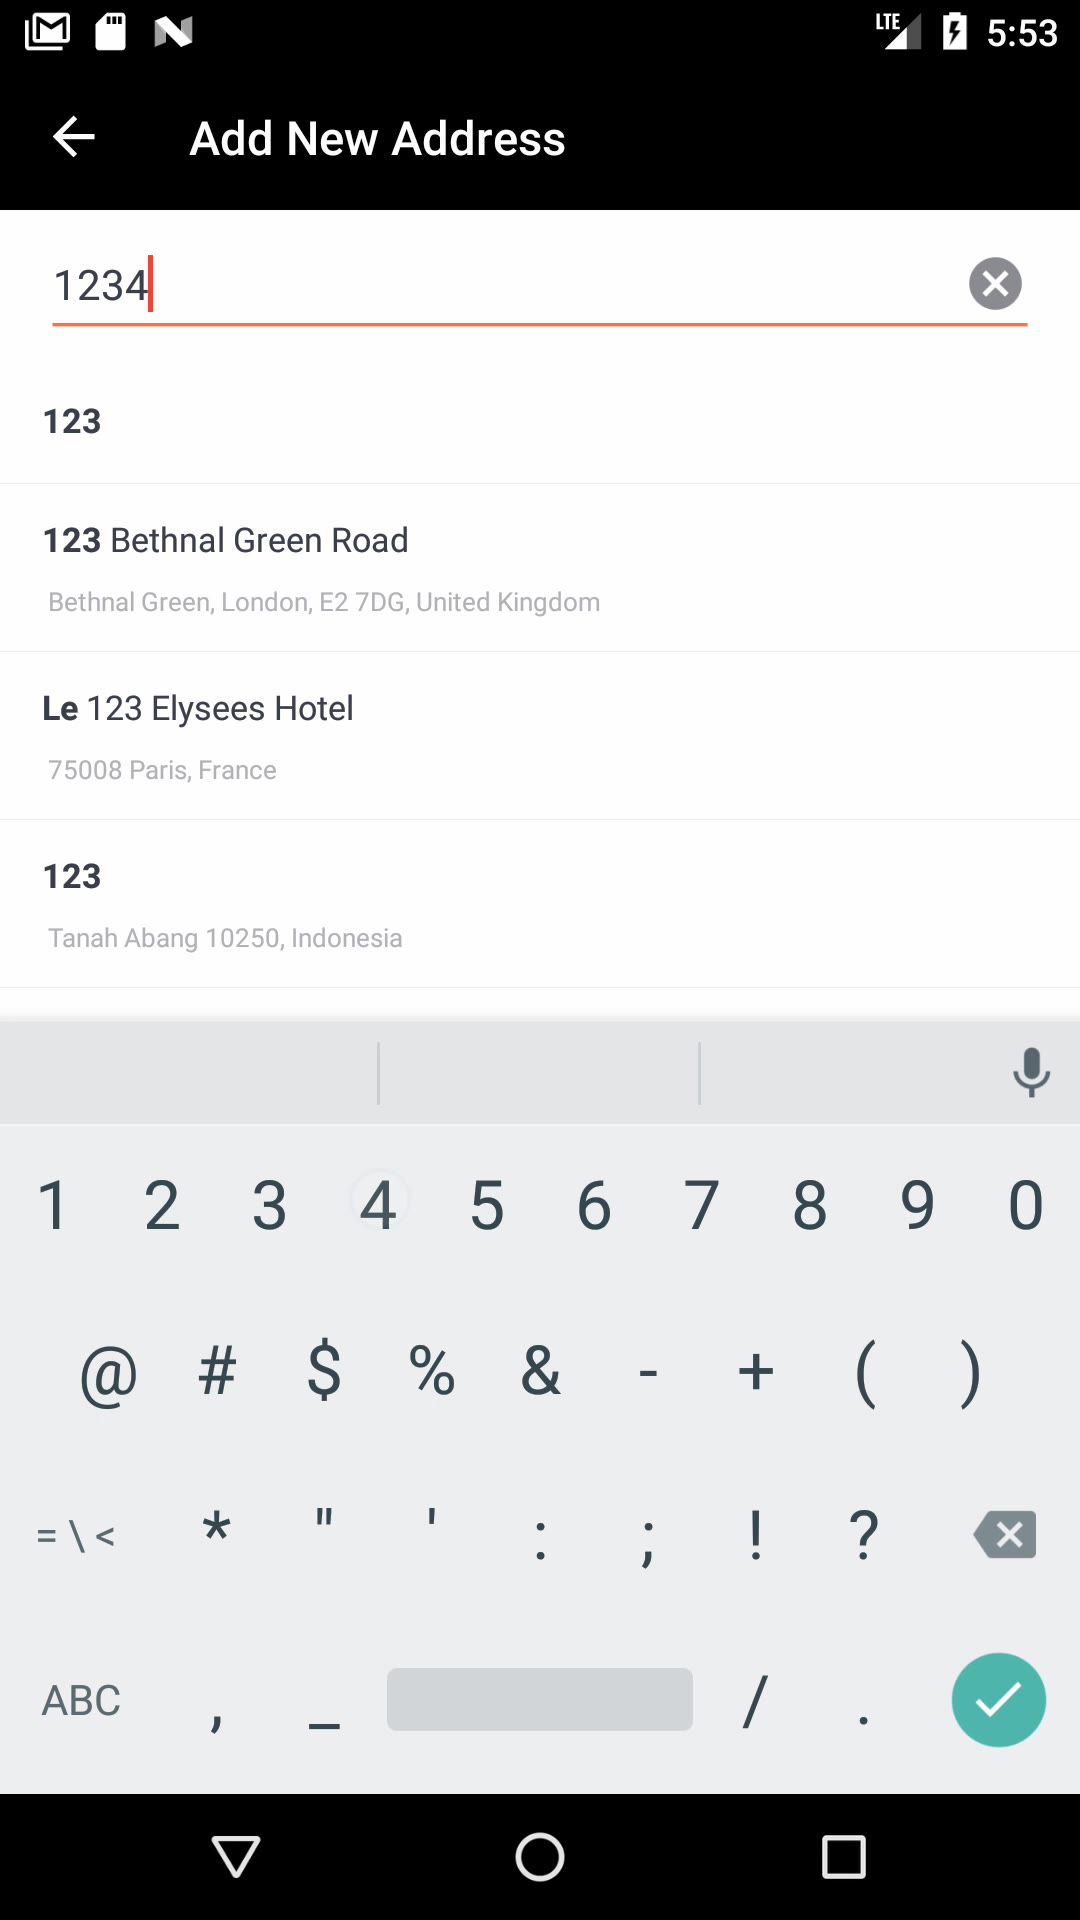 LTE 5:53
Add New Address
1234
123
123 Bethnal Green Road
Bethnal Green, London, E2 7DG, United Kingdom
Le 123 Elysees Hotel
75008 Paris, France
123
Tanah Abang 10250, Indonesia
1 2 3 4 5 6 7 8 9 0
@ # $ % & - + ( )
= \ < * " ' : ; ! ?
ABC , _ / .